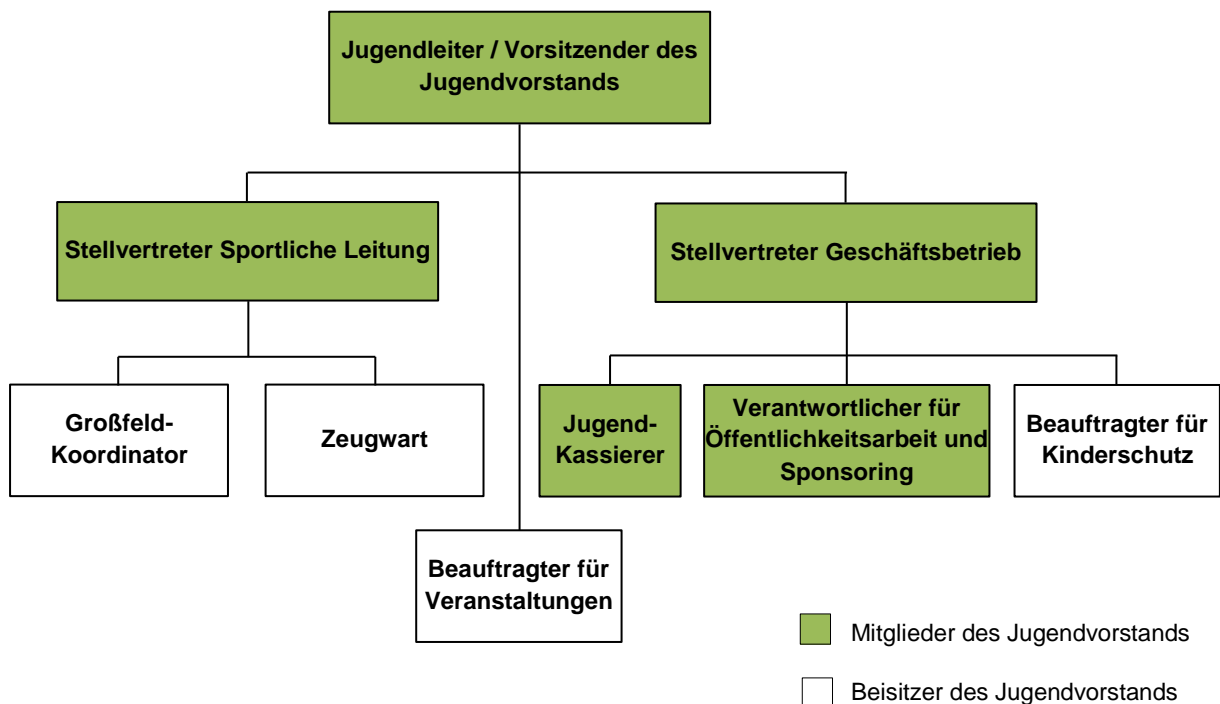 Jugendleiter / Vorsitzender des
Jugendvorstands
Stellvertreter Sportliche Leitung
Stellvertreter Geschäftsbetrieb
Großfeld-
Koordinator
Zeugwart
Jugend-
Kassierer
Verantwortlicher für
Öffentlichkeitsarbeit und
Sponsoring
Beauftragter für
Kinderschutz
Beauftragter für
Veranstaltungen
Mitglieder des Jugendvorstands
Beisitzer des Jugendvorstands